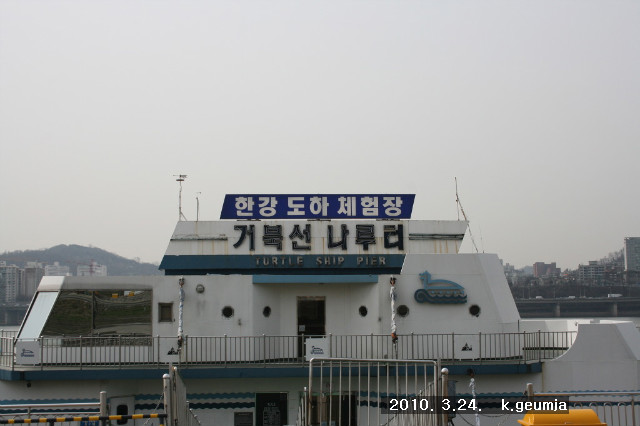 한강 도하 체험장
거북선 나루터
TURTLE SHIP PIER
2010. 3.24. k.geumja